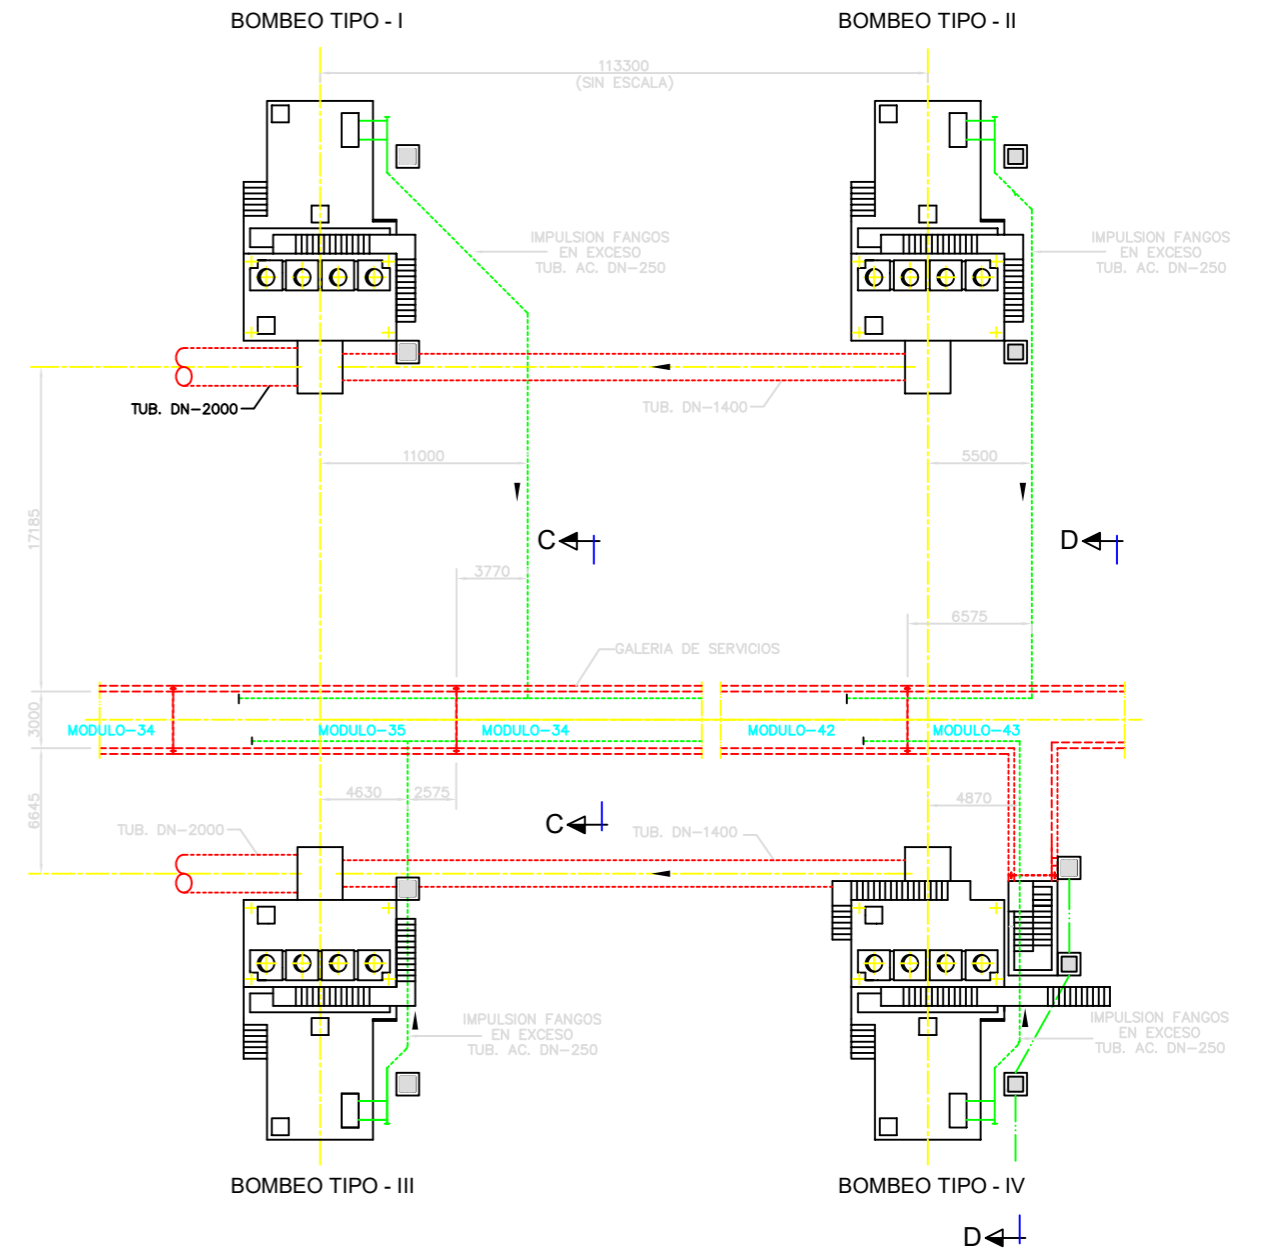 BOMBEO TIPO - I
BOMBEO TIPO - II
113300
(SIN ESCALA)
IMPULSION FANGOS
EN EXCESO
TUB. AC. DN-250
IMPULSION FANGOS
EN EXCESO
TUB. AC. DN-250
TUB. DN-2000
TUB. DN-1400
11000
5500
17185
C
D
3770
6575
GALERIA DE SERVICIOS
3000
MODULO-34
MODULO-35
MODULO-34
MODULO-42
MODULO-43
6645
4630
2575
4870
C
TUB. DN-2000
TUB. DN-1400
IMPULSION FANGOS
EN EXCESO
TUB. AC. DN-250
IMPULSION FANGOS
EN EXCESO
TUB. AC. DN-250
BOMBEO TIPO - III
BOMBEO TIPO - IV
D